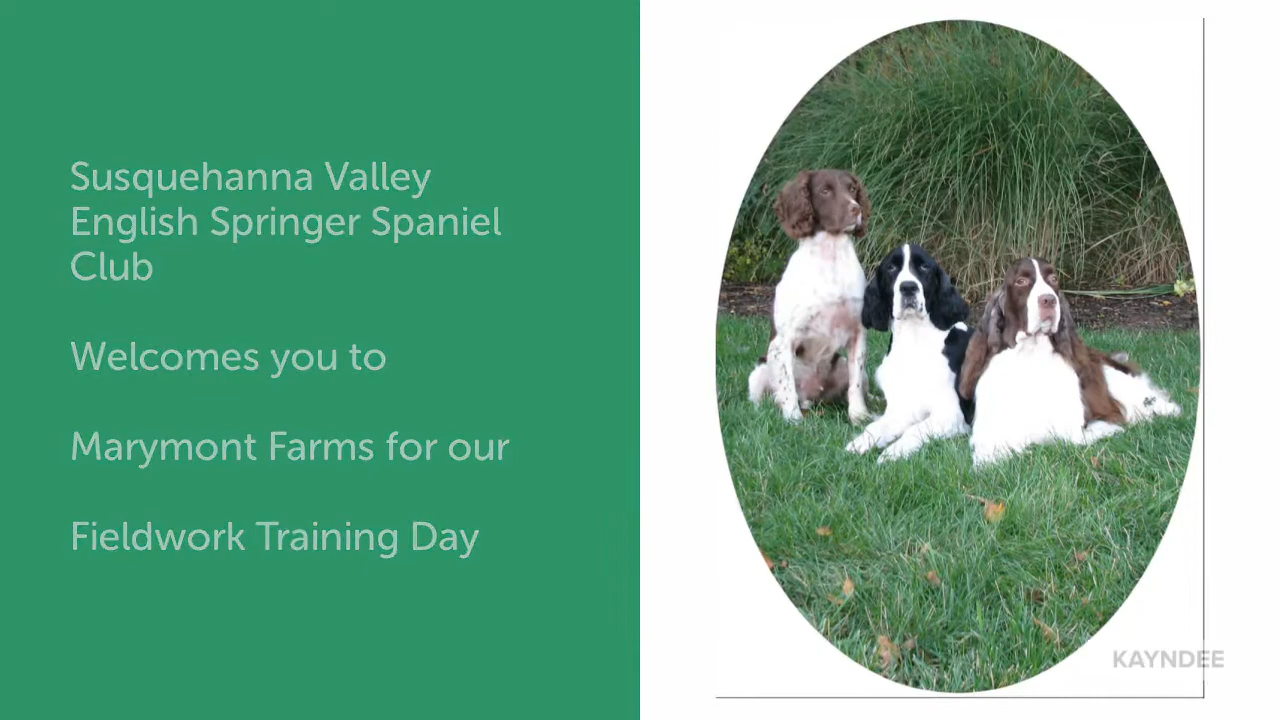 Susquehanna Valley
English Springer Spaniel
Club
Welcomes you to
Marymont Farms for our
Fieldwork Training Day
KAYNDEE